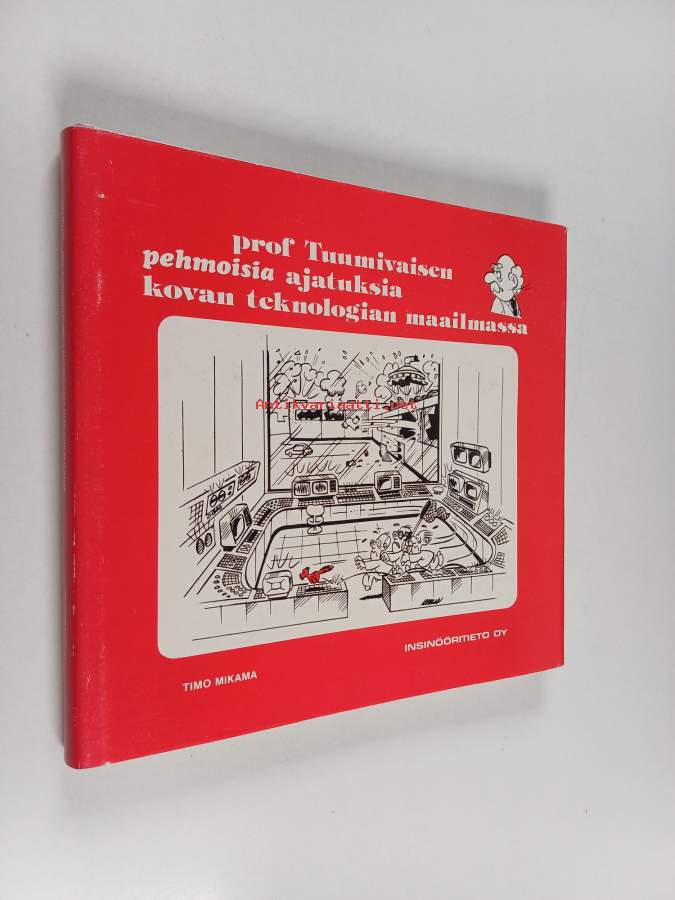 prof Tuumivaisen
pehmoisia ajatuksia
kovan teknologian maailmassa
Antikvariaatti.net
TIMO MIKAMA
INSINÖÖRITIETO OY